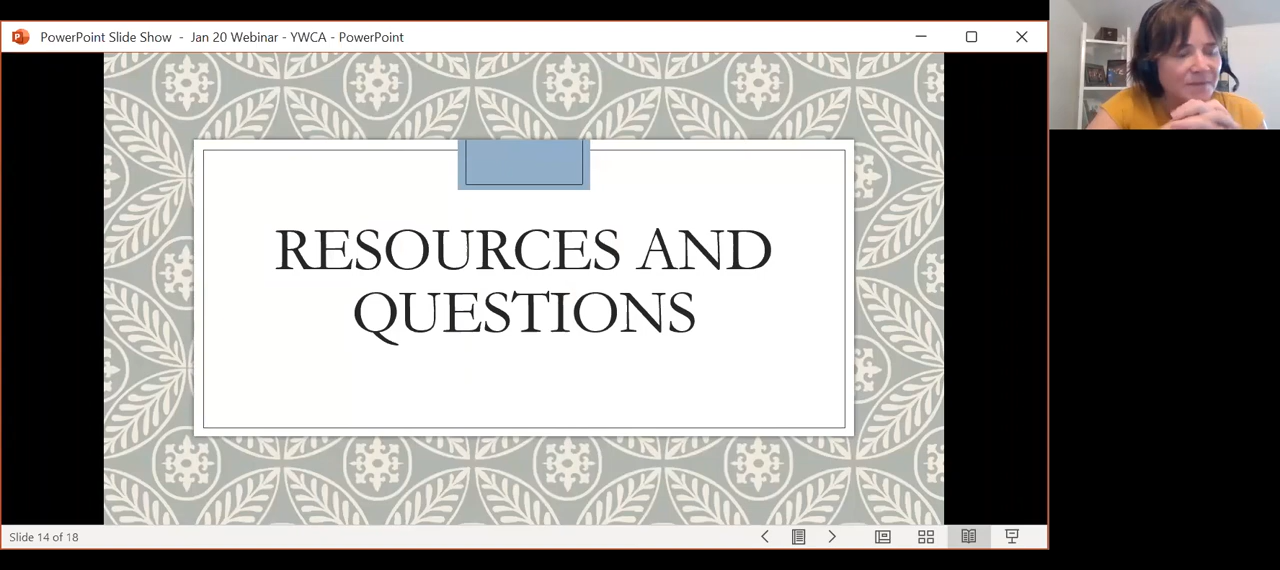 PowerPoint Slide Show - Jan 20 Webinar - YWCA - PowerPoint
RESOURCES AND
QUESTIONS
Slide 14 of 18